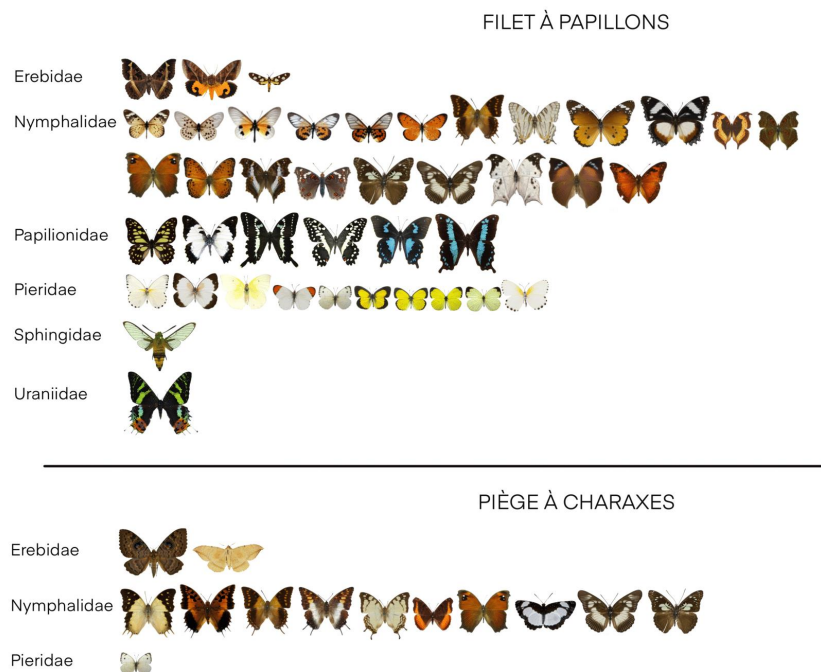 FILET À PAPILLONS
Erebidae
Nymphalidae
Papilionidae
Pieridae
Sphingidae
Uraniidae
PIÈGE À CHARAXES
Erebidae
Nymphalidae
Pieridae